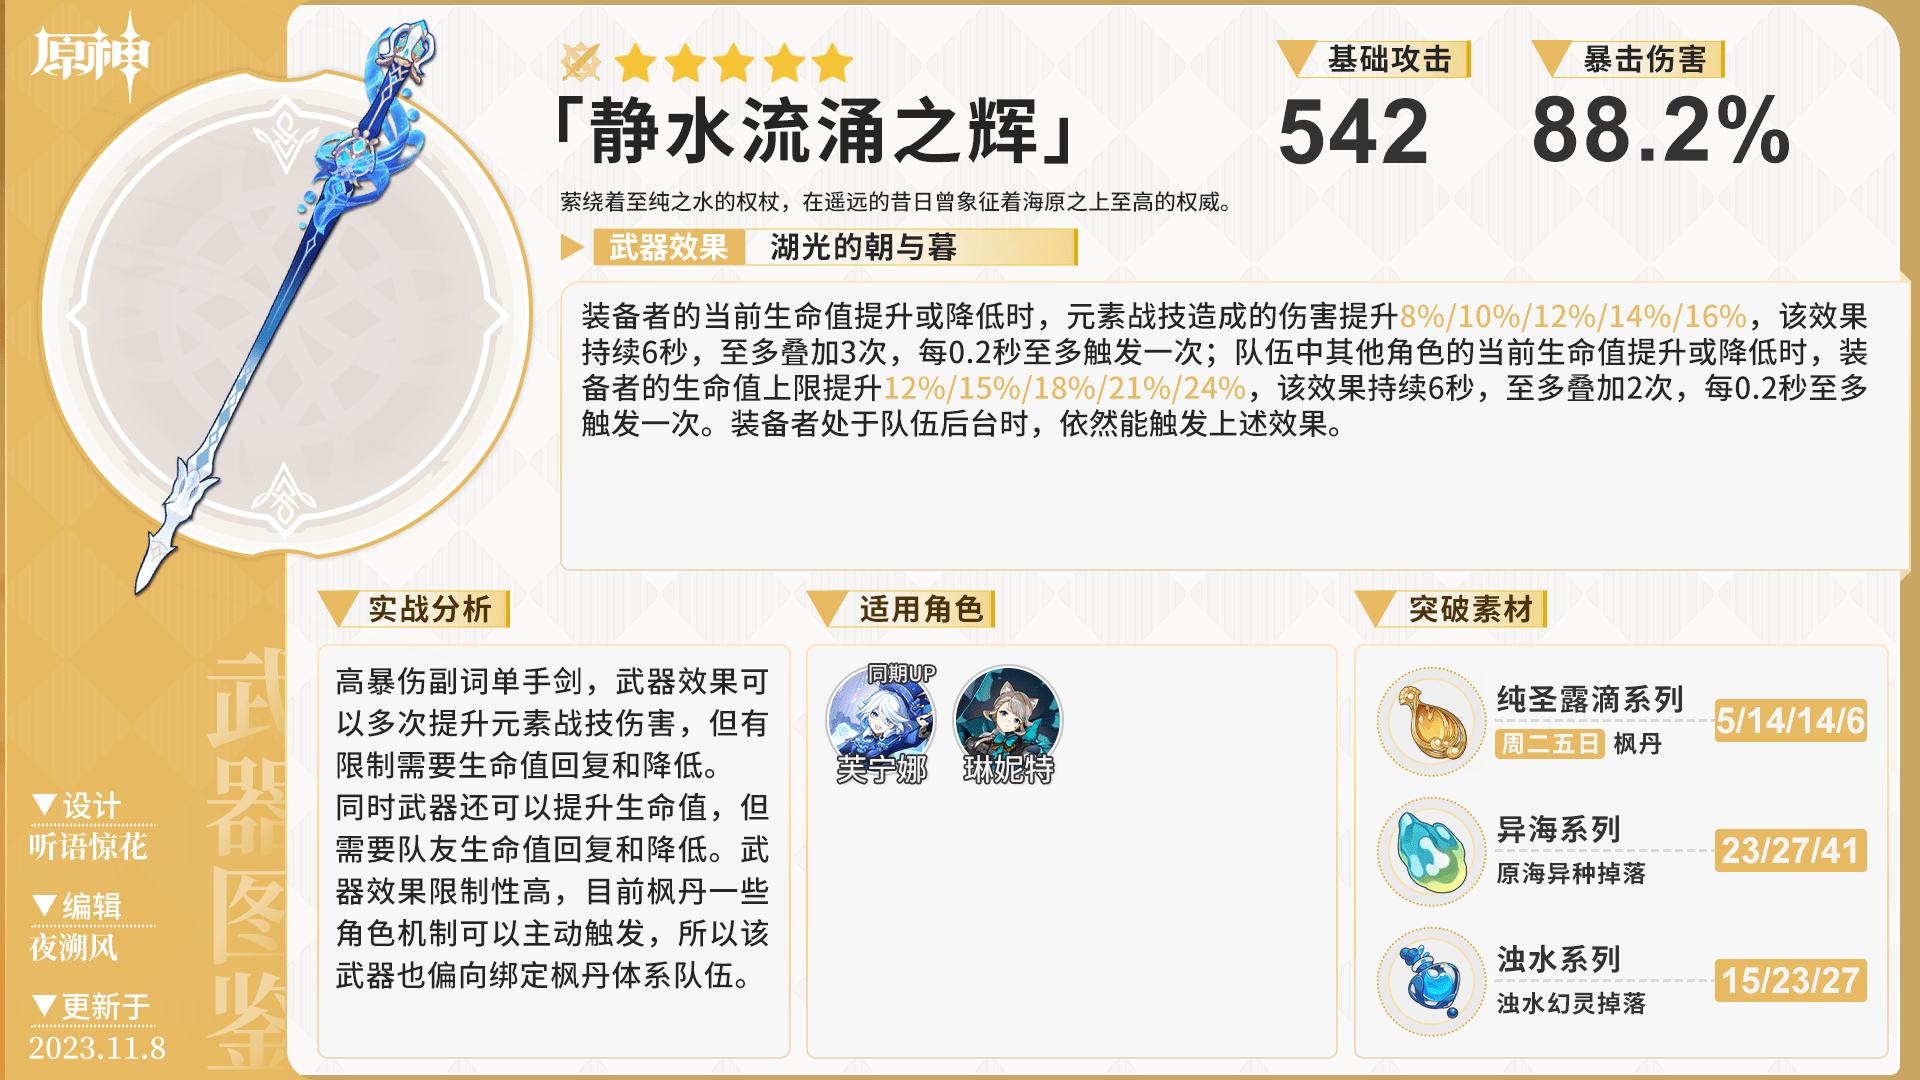 原神
「静水流涌之辉」
基础攻击
542
暴击伤害
88.2%
萦绕着至纯之水的权杖，在遥远的昔日曾象征着海原之上至高的权威。
武器效果
湖光的朝与暮
装备者的当前生命值提升或降低时，元素战技造成的伤害提升8%/10%/12%/14%/16%，该效果
持续6秒，至多叠加3次，每0.2秒至多触发一次；队伍中其他角色的当前生命值提升或降低时，装
备者的生命值上限提升12%/15%/18%/21%/24%，该效果持续6秒，至多叠加2次，每0.2秒至多
触发一次。装备者处于队伍后台时，依然能触发上述效果。
实战分析
高暴伤副词单手剑，武器效果可
以多次提升元素战技伤害，但有
限制需要生命值回复和降低。
同时武器还可以提升生命值，但
需要队友生命值回复和降低。武
器效果限制性高，目前枫丹一些
角色机制可以主动触发，所以该
武器也偏向绑定枫丹体系队伍。
适用角色
同期UP
芙宁娜
琳妮特
突破素材
纯圣露滴系列
周二五日 枫丹
5/14/14/6
异海系列
原海异种掉落
23/27/41
浊水系列
浊水幻灵掉落
15/23/27
武器图鉴
▼设计
听语惊花
▼编辑
夜溯风
▼更新于
2023.11.8